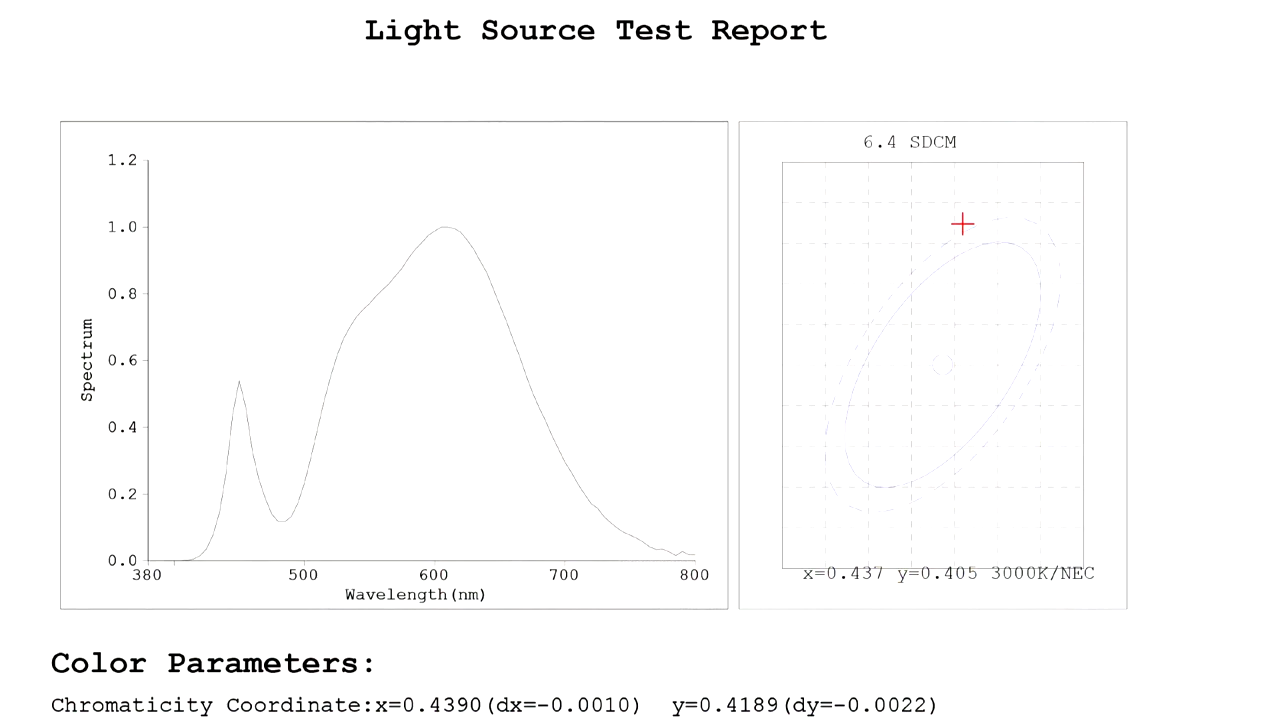 Light Source Test Report
6.4 SDCM
1.2
1.0
0.8
0.6
0.4
0.2
0.0
Spectrum
380 500 600 700 800
Wavelength(nm)
x=0.437 y=0.405 3000K/NEC
Color Parameters:
Chromaticity Coordinate:x=0.4390(dx=-0.0010) y=0.4189(dy=-0.0022)